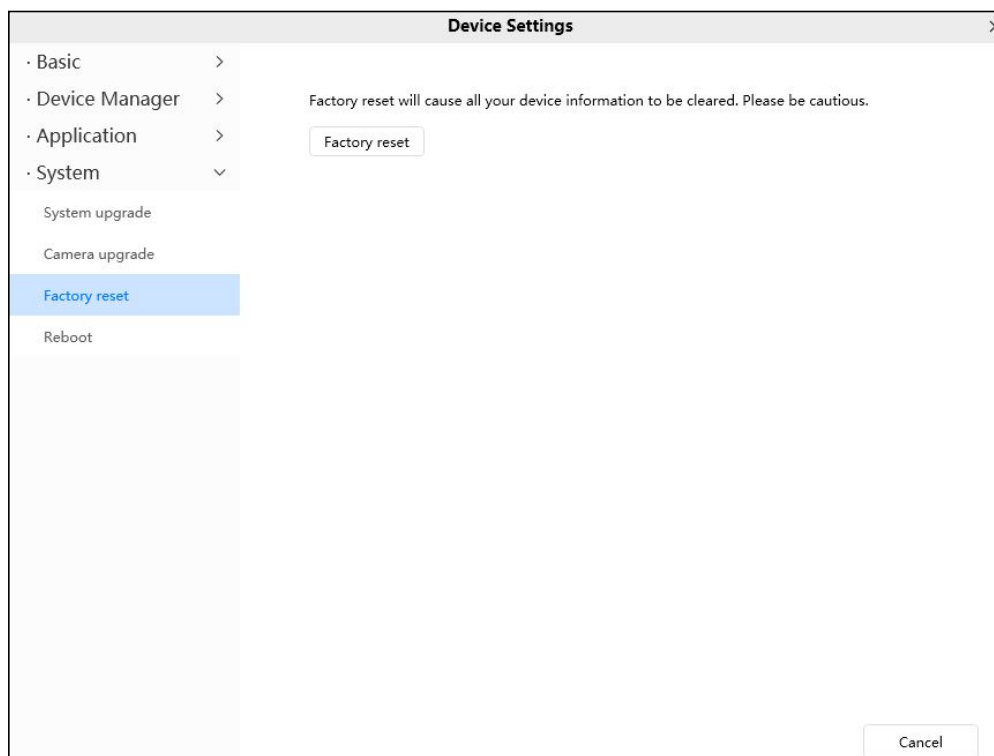 Device Settings
· Basic
· Device Manager
· Application
· System
System upgrade
Camera upgrade
Factory reset
Reboot
Factory reset will cause all your device information to be cleared. Please be cautious.
Factory reset
Cancel